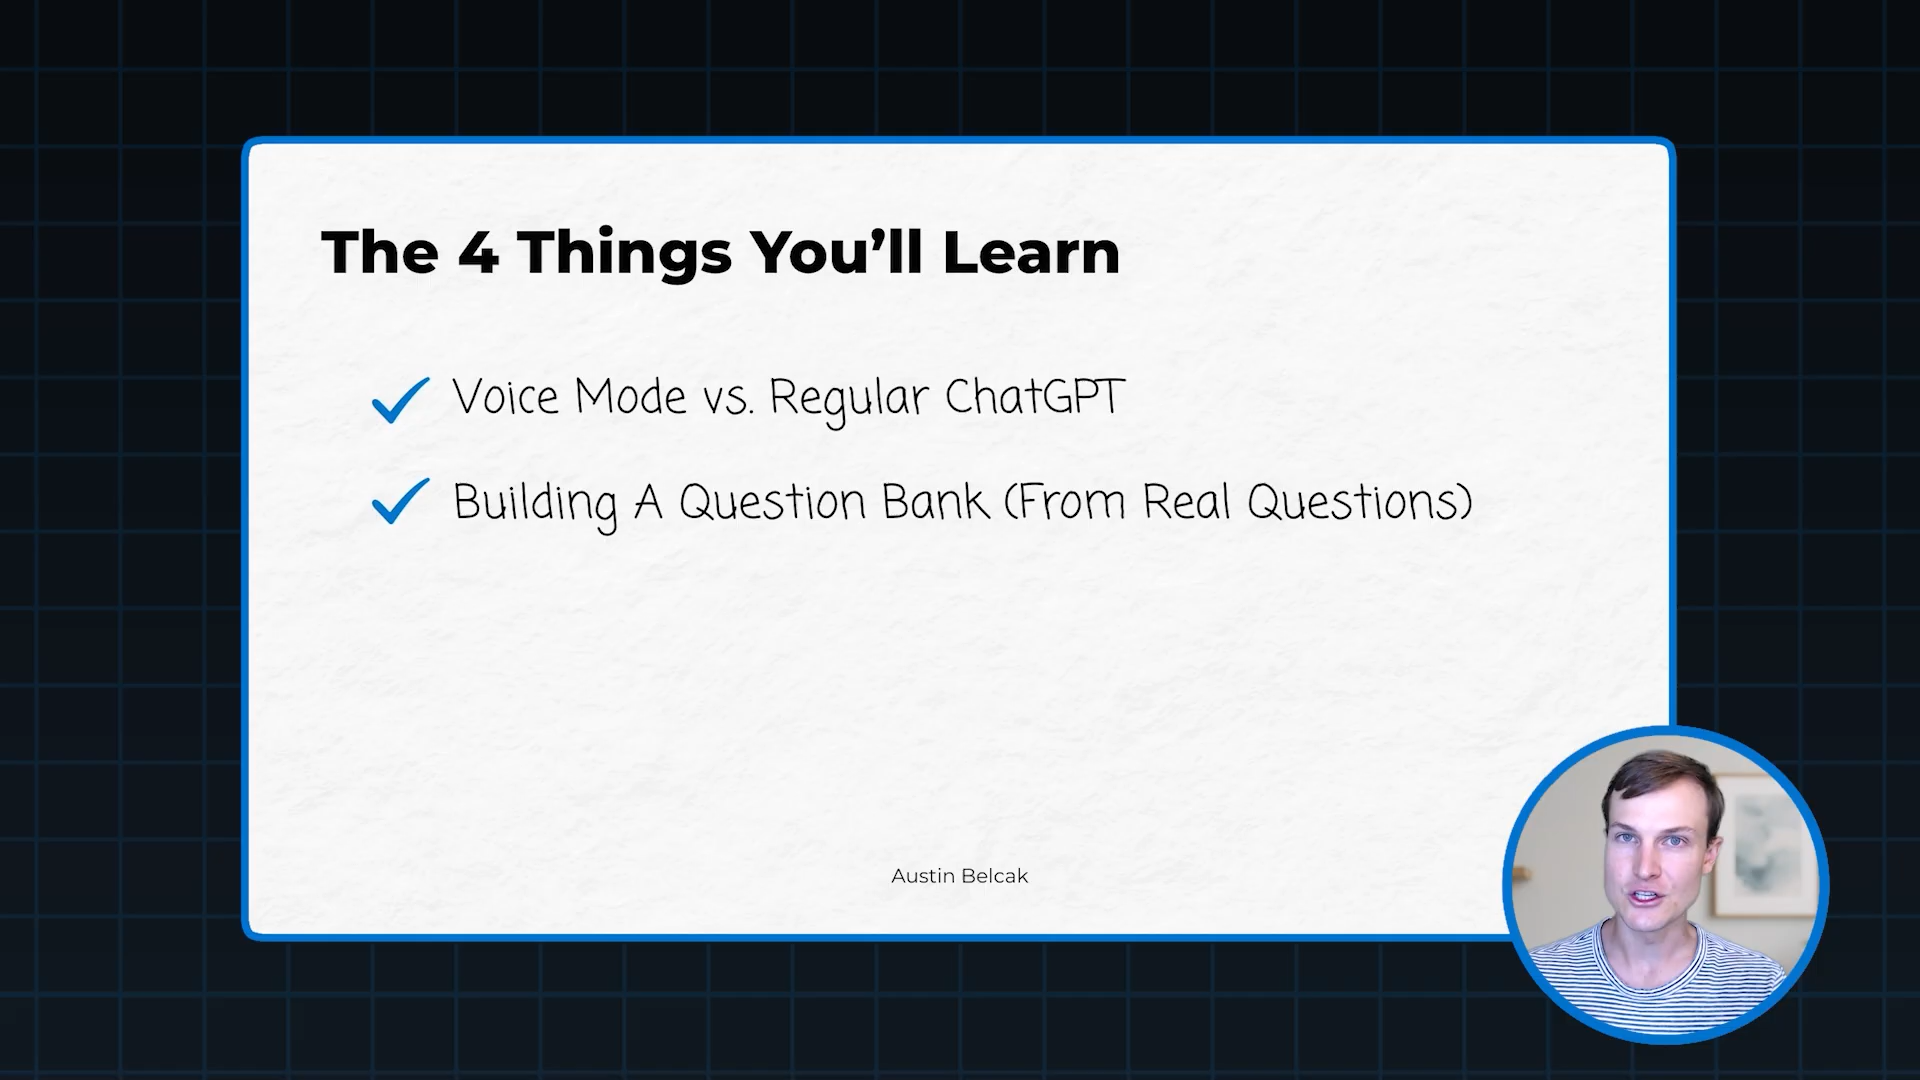 The 4 Things You’ll Learn
Voice Mode vs. Regular ChatGPT
Building A Question Bank (From Real Questions)
Austin Belcak